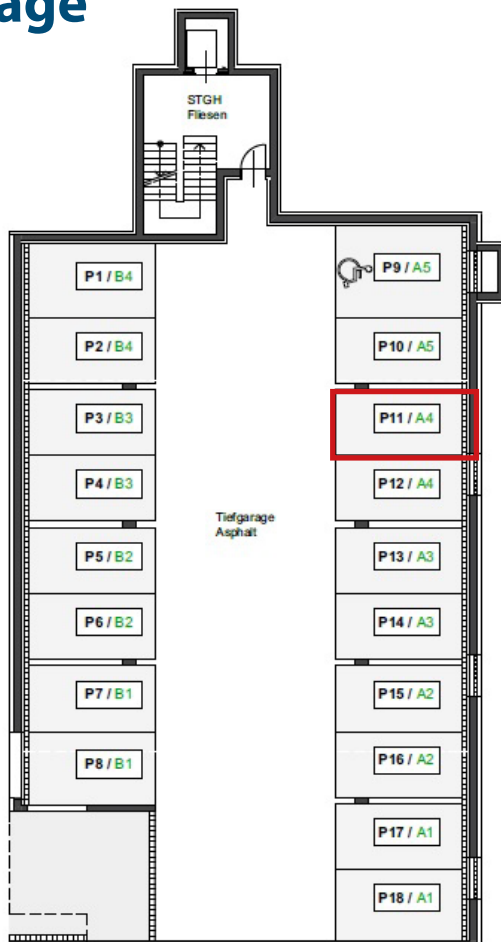 age
STGH
Fliesen
P1 / B4
P2 / B4
P3 / B3
P4 / B3
P5 / B2
P6 / B2
P7 / B1
P8 / B1
Tiefgarage
Asphalt
P9 / A5
P10 / A5
P11 / A4
P12 / A4
P13 / A3
P14 / A3
P15 / A2
P16 / A2
P17 / A1
P18 / A1